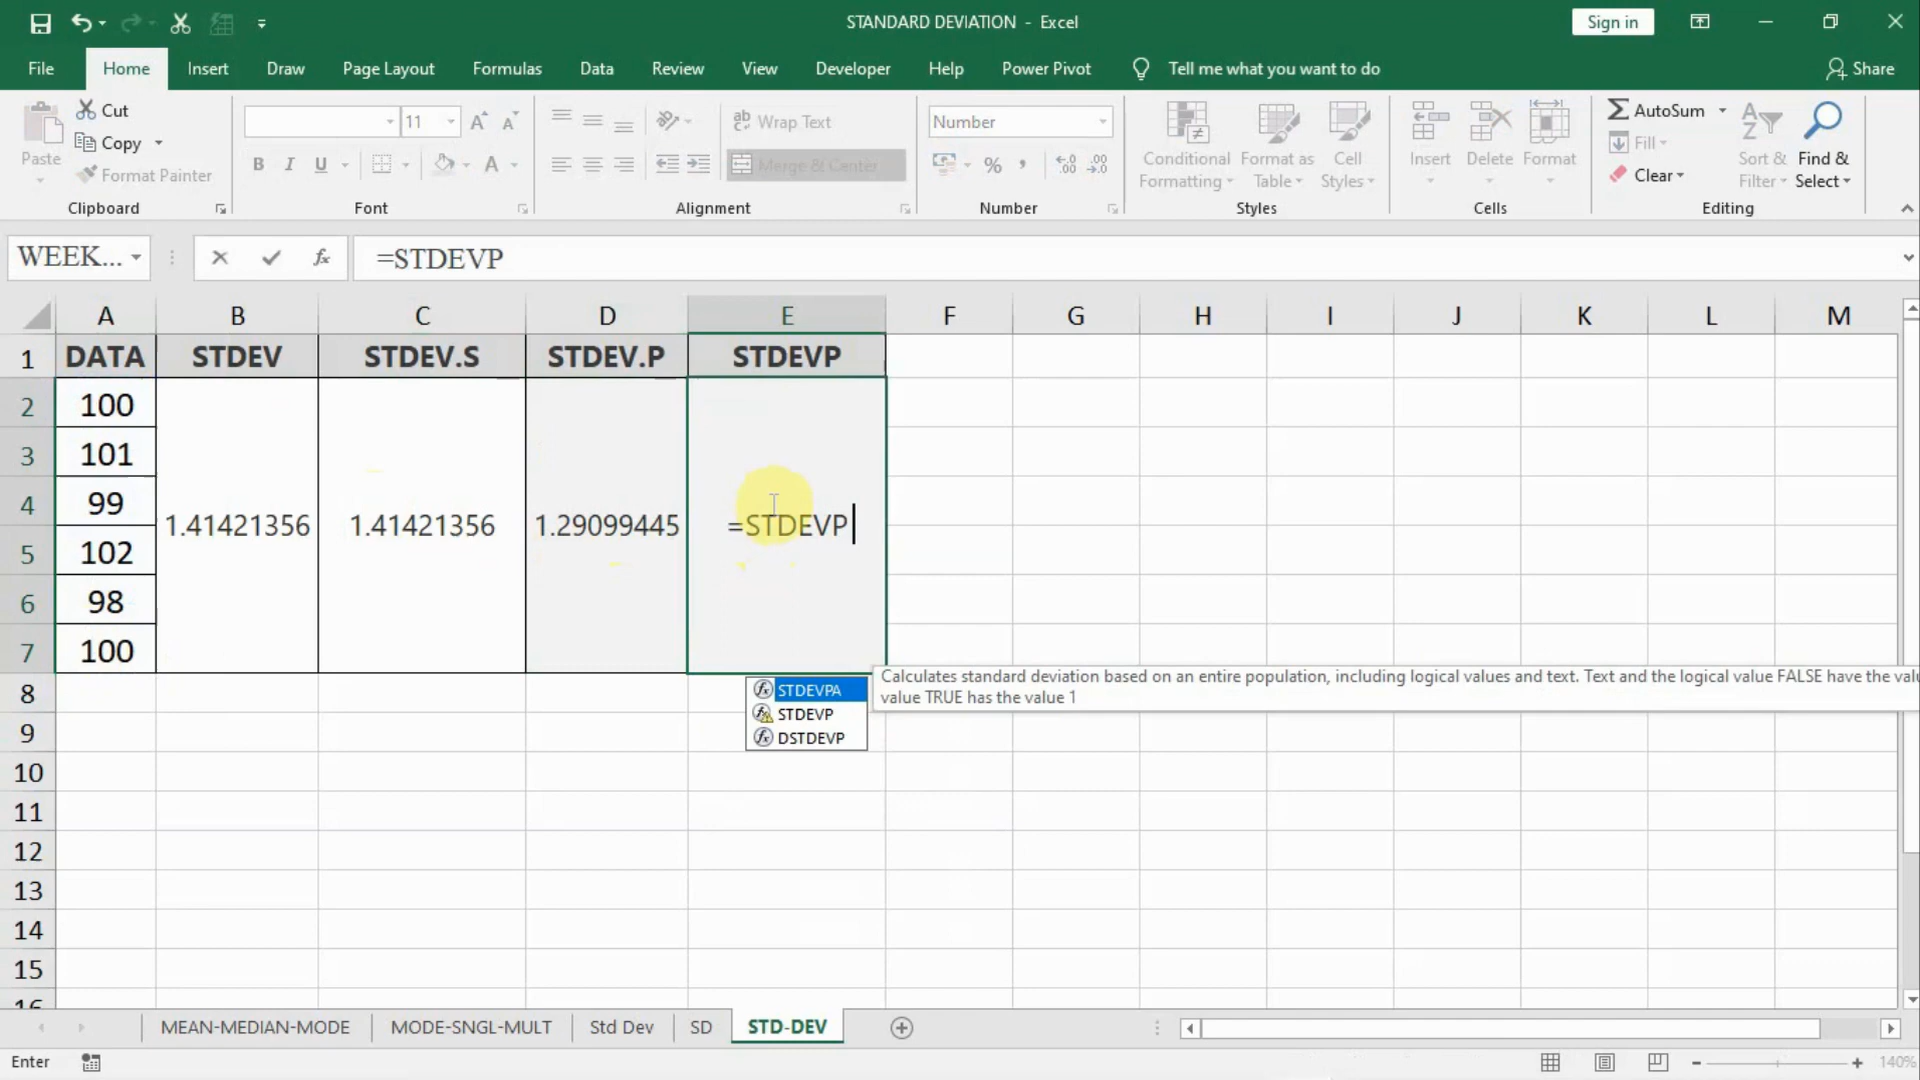 STANDARD DEVIATION - Excel
Sign in
File Home Insert Draw Page Layout Formulas Data Review View Developer Help Power Pivot Tell me what you want to do Share
Paste
Cut
Copy
Format Painter
Clipboard
11
B I U A
Font
Wrap Text
Merge & Center
Alignment
Number
%
Number
Conditional Formatting
Format as Table
Cell Styles
Styles
Insert
Delete
Format
Cells
AutoSum
Fill
Clear
Sort & Filter
Find & Select
Editing
WEEK... fx =STDEVP
A B C D E F G H I J K L M
1 DATA STDEV STDEV.S STDEV.P STDEVP
2 100
3 101
4 99
1.41421356 1.41421356 1.29099445 =STDEVP
5 102
6 98
7 100
8
9
10
11
12
13
14
15
16
STDEVPA
STDEVP
DSTDEVP
Calculates standard deviation based on an entire population, including logical values and text. Text and the logical value FALSE have the
value TRUE has the value 1
MEAN-MEDIAN-MODE MODE-SNGL-MULT Std Dev SD STD-DEV
Enter
140%